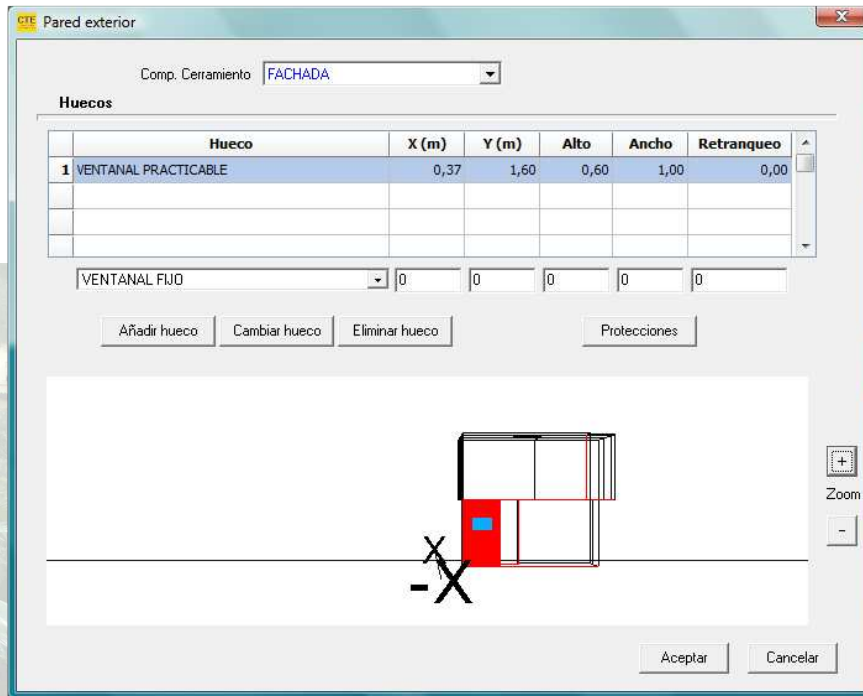 CTE Pared exterior X
Comp. Cerramiento FACHADA
Huecos
Hueco X (m) Y (m) Alto Ancho Retranqueo
1 VENTANAL PRACTICABLE 0,37 1,60 0,60 1,00 0,00
VENTANAL FIJO 0 0 0 0 0
Añadir hueco Cambiar hueco Eliminar hueco Protecciones
+
Zoom
-
X
-X
Aceptar Cancelar